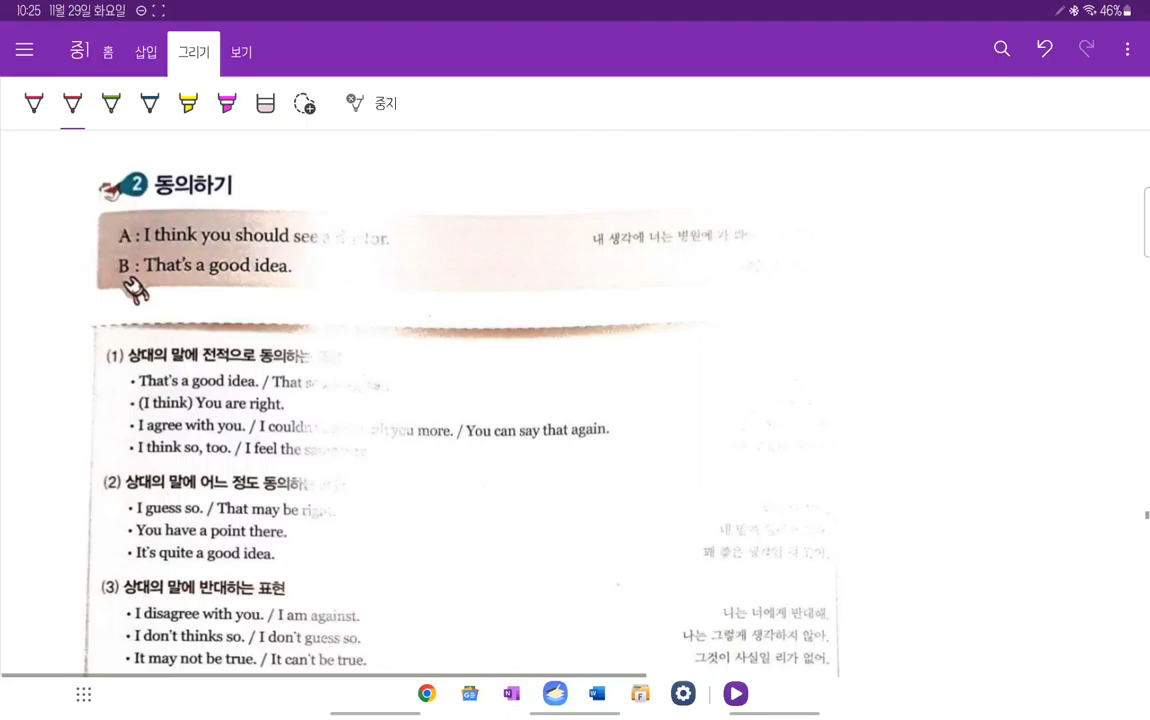 10:25 11월 29일 화요일 46%
중1 홈 삽입 그리기 보기
중지
2 동의하기
A : I think you should see a doctor. 내 생각에 너는 병원에 가
B : That's a good idea.
(1) 상대의 말에 전적으로 동의하는
• That's a good idea. / That
• (I think) You are right.
• I agree with you. / I couldn't you more. / You can say that again.
• I think so, too. / I feel the same
(2) 상대의 말에 어느 정도 동의하는
• I guess so. / That may be right.
• You have a point there.
• It's quite a good idea. 꽤 좋은
(3) 상대의 말에 반대하는 표현
• I disagree with you. / I am against. 나는 너에게 반대해.
• I don't thinks so. / I don't guess so. 나는 그렇게 생각하지 않아.
• It may not be true. / It can't be true. 그것이 사실일 리가 없어.